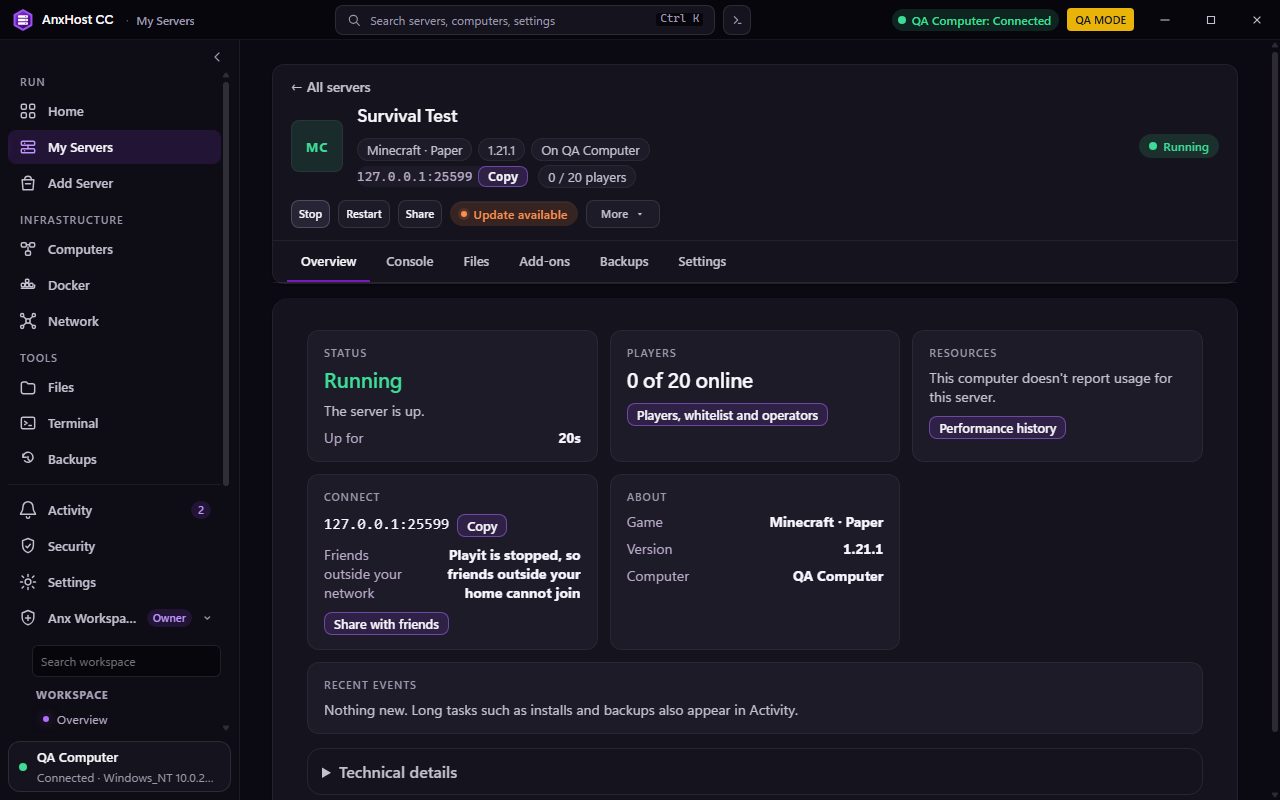 AnxHost CC · My Servers
Search servers, computers, settings Ctrl K
QA Computer: Connected
QA MODE
RUN
Home
My Servers
Add Server
INFRASTRUCTURE
Computers
Docker
Network
TOOLS
Files
Terminal
Backups
Activity 2
Security
Settings
Anx Workspa... Owner
Search workspace
WORKSPACE
Overview
QA Computer
Connected · Windows_NT 10.0.2...
← All servers
MC
Survival Test
Minecraft · Paper 1.21.1 On QA Computer
127.0.0.1:25599 Copy 0 / 20 players
Running
Stop Restart Share Update available More
Overview Console Files Add-ons Backups Settings
STATUS
Running
The server is up.
Up for 20s
PLAYERS
0 of 20 online
Players, whitelist and operators
RESOURCES
This computer doesn't report usage for
this server.
Performance history
CONNECT
127.0.0.1:25599 Copy
Friends outside your network
Playit is stopped, so
friends outside your
home cannot join
Share with friends
ABOUT
Game Minecraft · Paper
Version 1.21.1
Computer QA Computer
RECENT EVENTS
Nothing new. Long tasks such as installs and backups also appear in Activity.
Technical details